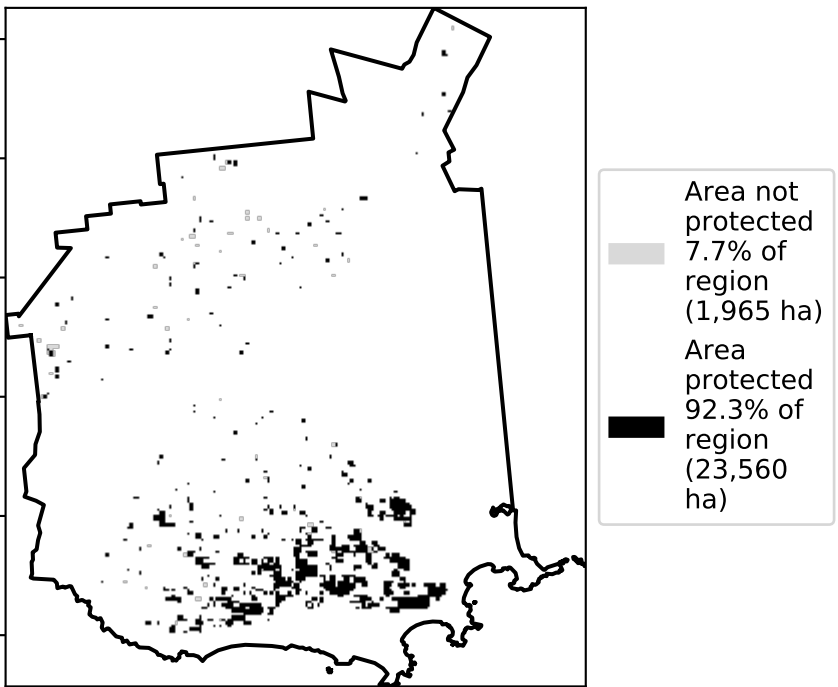 Area not
protected
7.7% of
region
(1,965 ha)
Area
protected
92.3% of
region
(23,560
ha)